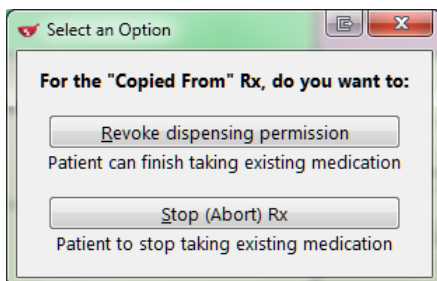 Select an Option
For the "Copied From" Rx, do you want to:
Revoke dispensing permission
Patient can finish taking existing medication
Stop (Abort) Rx
Patient to stop taking existing medication